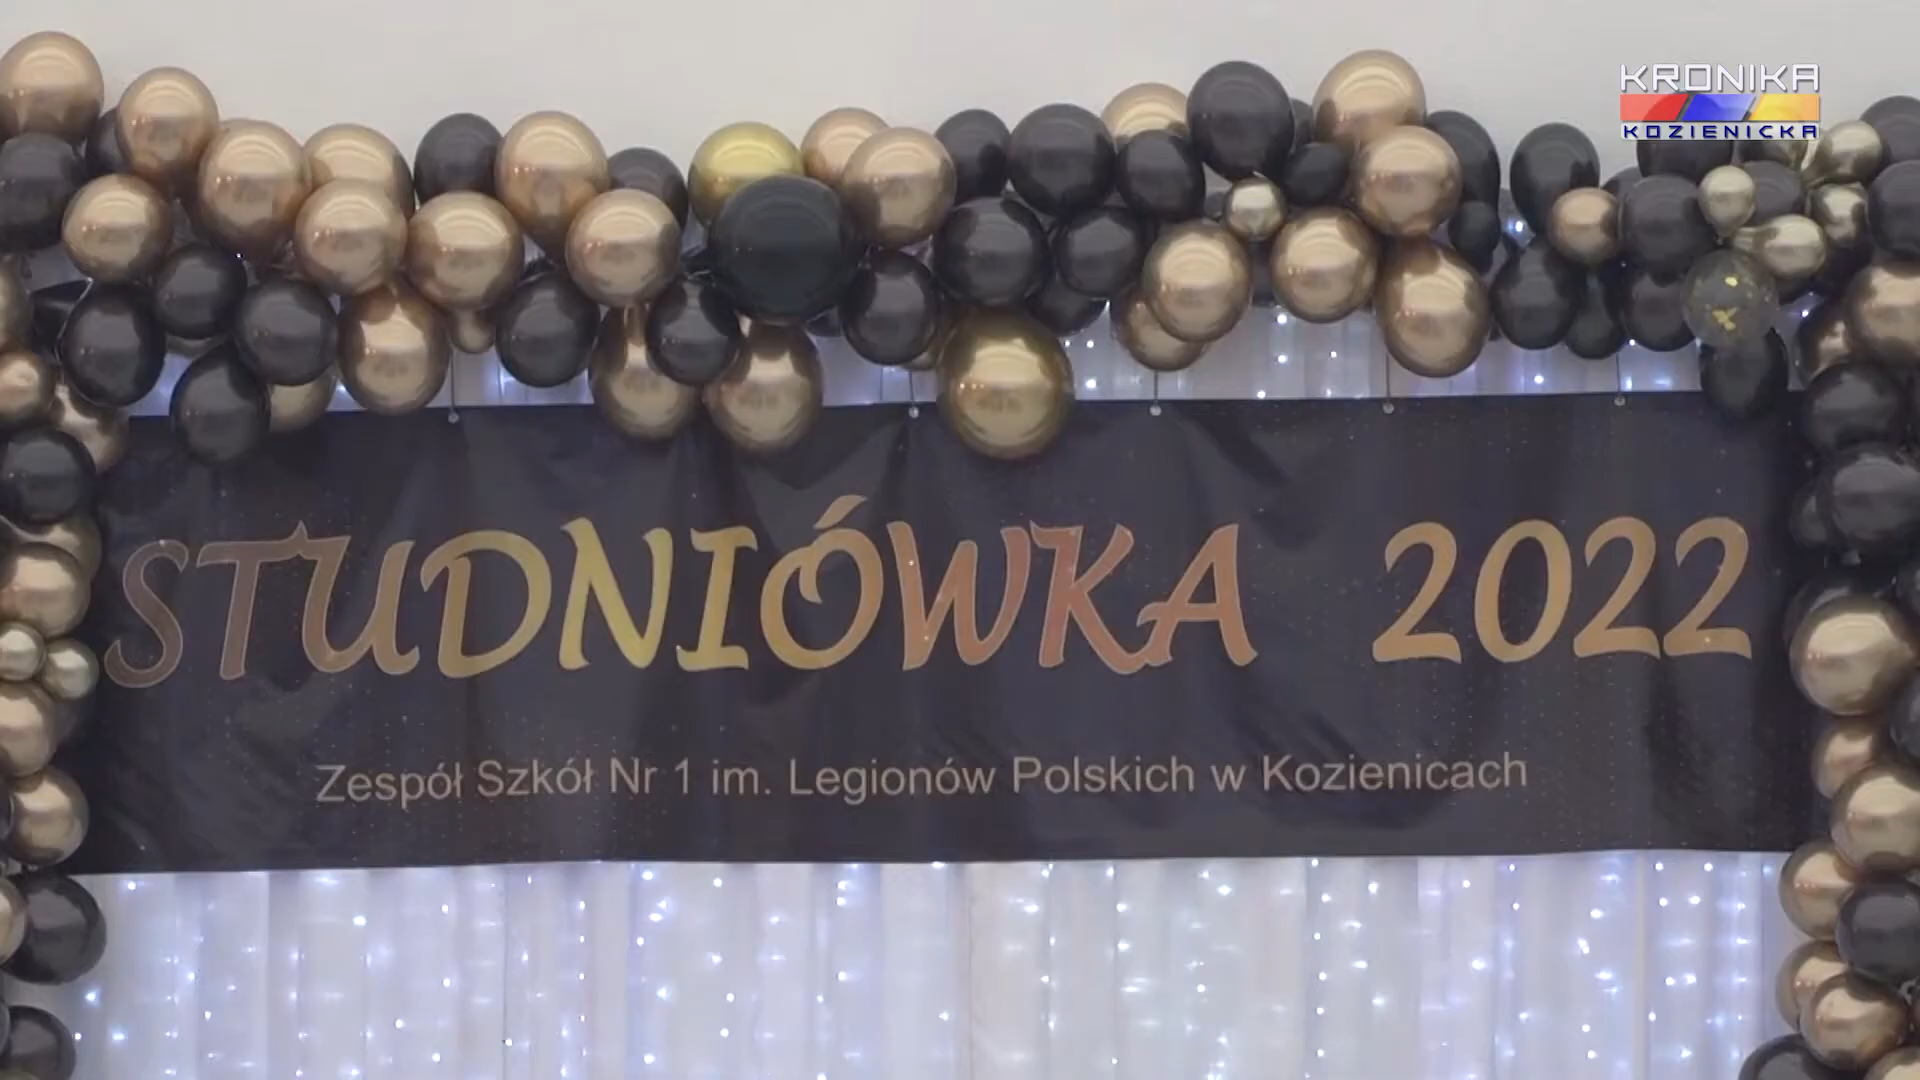 KRONIKA
KOZIENICKA
STUDNIÓWKA 2022
Zespół Szkół Nr 1 im. Legionów Polskich w Kozienicach